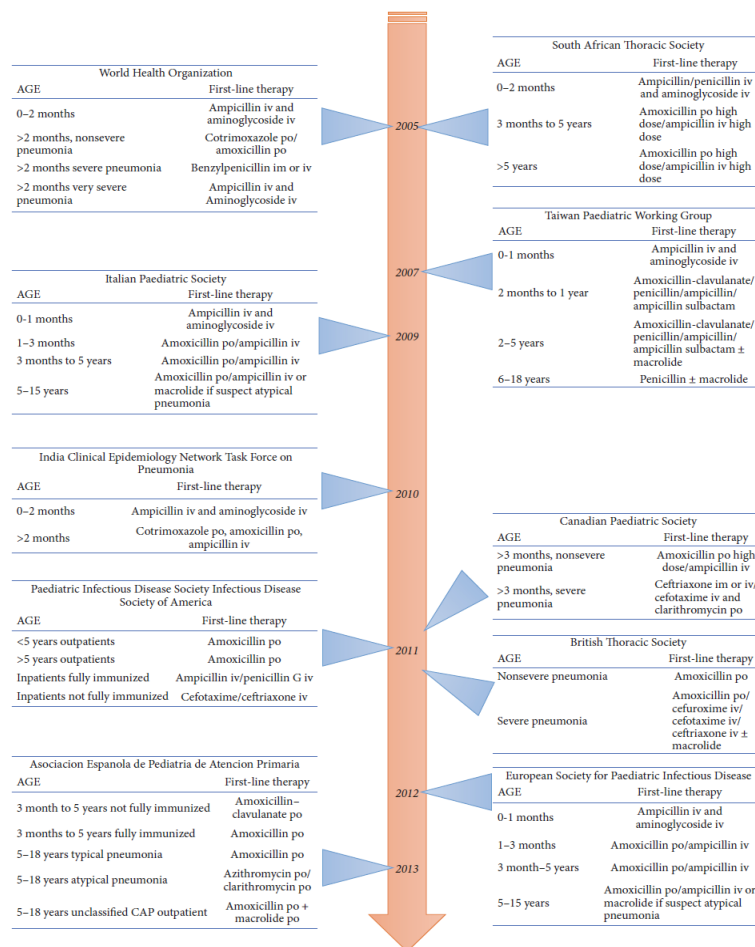 World Health Organization
AGE First-line therapy
0–2 months Ampicillin iv and
aminoglycoside iv
>2 months, nonsevere Cotrimoxazole po/
pneumonia amoxicillin po
>2 months severe pneumonia Benzylpenicillin im or iv
>2 months very severe Ampicillin iv and
pneumonia Aminoglycoside iv
2005
South African Thoracic Society
AGE First-line therapy
0–2 months Ampicillin/penicillin iv
and aminoglycoside iv
3 months to 5 years Amoxicillin po high
dose/ampicillin iv high
dose
>5 years Amoxicillin po high
dose/ampicillin iv high
dose
Taiwan Paediatric Working Group
AGE First-line therapy
0-1 months Ampicillin iv and
aminoglycoside iv
2 months to 1 year Amoxicillin-clavulanate/
penicillin/ampicillin/
ampicillin sulbactam
2–5 years Amoxicillin-clavulanate/
penicillin/ampicillin/
ampicillin sulbactam ±
macrolide
6–18 years Penicillin ± macrolide
2007
Italian Paediatric Society
AGE First-line therapy
0-1 months Ampicillin iv and
aminoglycoside iv
1–3 months Amoxicillin po/ampicillin iv
3 months to 5 years Amoxicillin po/ampicillin iv
5–15 years Amoxicillin po/ampicillin iv or
macrolide if suspect atypical
pneumonia
2009
India Clinical Epidemiology Network Task Force on
Pneumonia
AGE First-line therapy
0–2 months Ampicillin iv and aminoglycoside iv
>2 months Cotrimoxazole po, amoxicillin po,
ampicillin iv
2010
Canadian Paediatric Society
AGE First-line therapy
>3 months, nonsevere Amoxicillin po high
pneumonia dose/ampicillin iv
>3 months, severe Ceftriaxone im or iv/
pneumonia cefotaxime iv and
clarithromycin po
Paediatric Infectious Disease Society Infectious Disease
Society of America
AGE First-line therapy
<5 years outpatients Amoxicillin po
>5 years outpatients Amoxicillin po
Inpatients fully immunized Ampicillin iv/penicillin G iv
Inpatients not fully immunized Cefotaxime/ceftriaxone iv
2011
British Thoracic Society
AGE First-line therapy
Nonsevere pneumonia Amoxicillin po
Severe pneumonia Amoxicillin po/
cefuroxime iv/
cefotaxime iv/
ceftriaxone iv ±
macrolide
Asociacion Espanola de Pediatria de Atencion Primaria
AGE First-line therapy
3 month to 5 years not fully immunized Amoxicillin–
clavulanate po
3 months to 5 years fully immunized Amoxicillin po
5–18 years typical pneumonia Amoxicillin po
5–18 years atypical pneumonia Azithromycin po/
clarithromycin po
5–18 years unclassified CAP outpatient Amoxicillin po +
macrolide po
2012
2013
European Society for Paediatric Infectious Disease
AGE First-line therapy
0-1 months Ampicillin iv and
aminoglycoside iv
1–3 months Amoxicillin po/ampicillin iv
3 month–5 years Amoxicillin po/ampicillin iv
5–15 years Amoxicillin po/ampicillin iv or
macrolide if suspect atypical
pneumonia